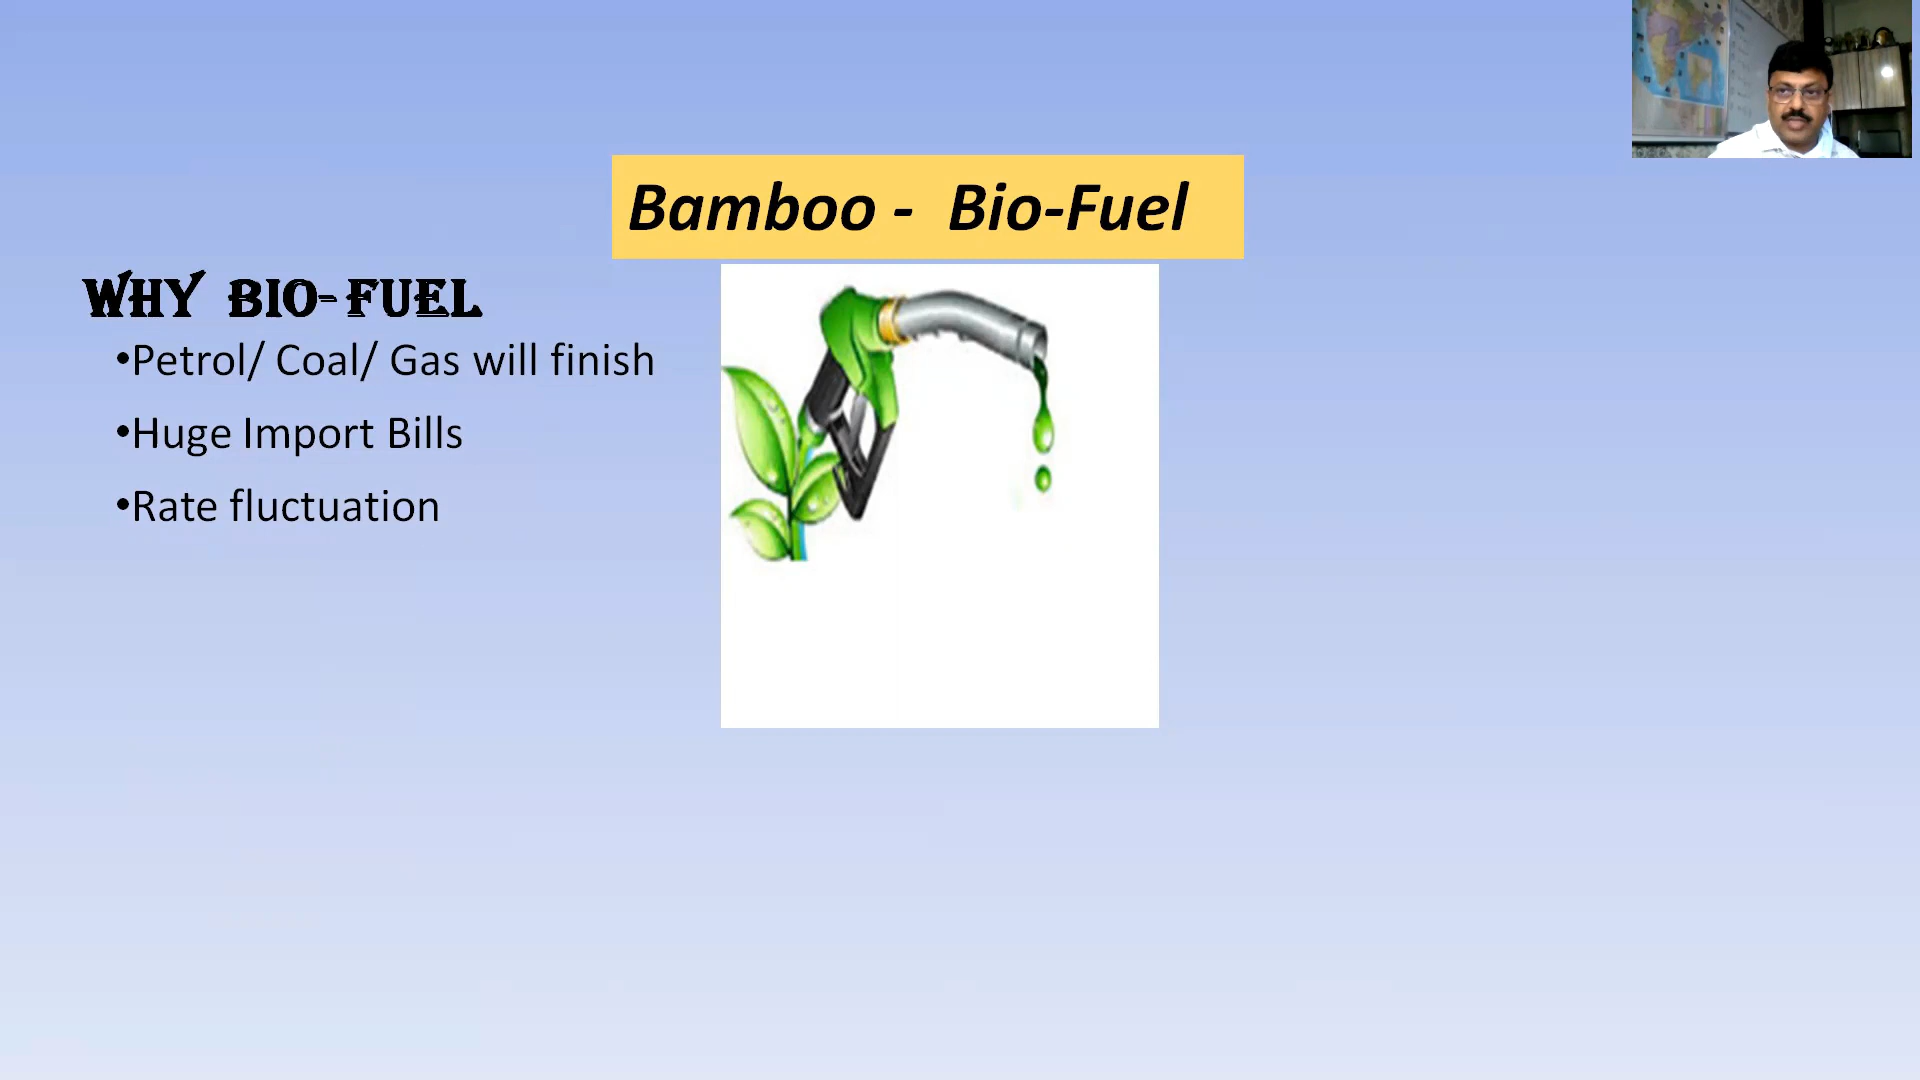 Bamboo - Bio-Fuel
WHY BIO-FUEL
•Petrol/ Coal/ Gas will finish
•Huge Import Bills
•Rate fluctuation